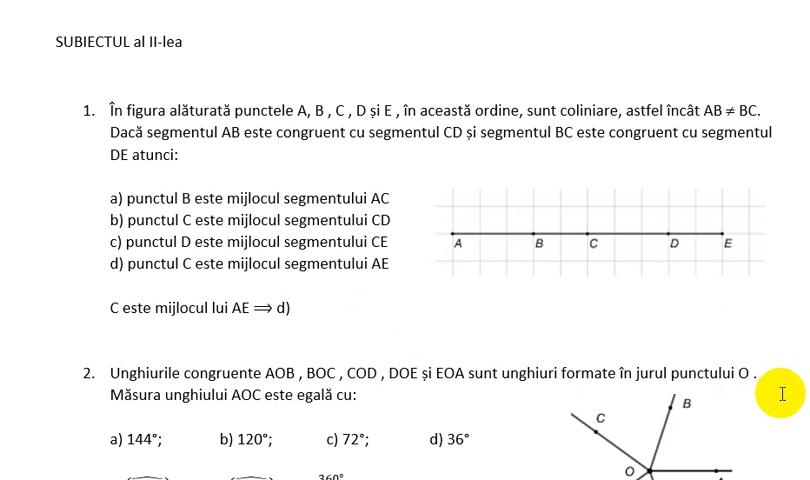 SUBIECTUL al II-lea
1. În figura alăturată punctele A, B , C , D și E , în această ordine, sunt coliniare, astfel încât AB ≠ BC.
Dacă segmentul AB este congruent cu segmentul CD și segmentul BC este congruent cu segmentul
DE atunci:
a) punctul B este mijlocul segmentului AC
b) punctul C este mijlocul segmentului CD
c) punctul D este mijlocul segmentului CE
d) punctul C este mijlocul segmentului AE
A B C D E
C este mijlocul lui AE ⟹ d)
2. Unghiurile congruente AOB , BOC , COD , DOE și EOA sunt unghiuri formate în jurul punctului O .
Măsura unghiului AOC este egală cu:
C B
a) 144°; b) 120°; c) 72°; d) 36°
O
360°